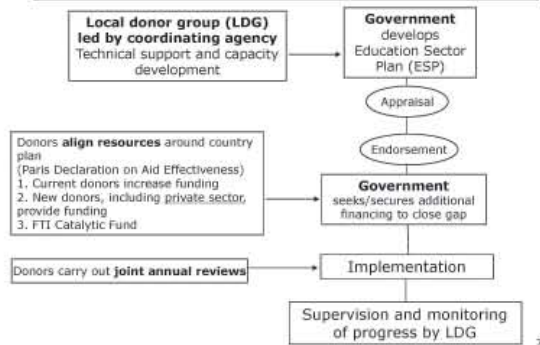 Local donor group (LDG)
led by coordinating agency
Technical support and capacity
development
Government
develops
Education Sector
Plan (ESP)
Appraisal
Endorsement
Donors align resources around country
plan
(Paris Declaration on Aid Effectiveness)
1. Current donors increase funding
2. New donors, including private sector,
provide funding
3. FTI Catalytic Fund
Government
seeks/secures additional
financing to close gap
Donors carry out joint annual reviews
Implementation
Supervision and monitoring
of progress by LDG